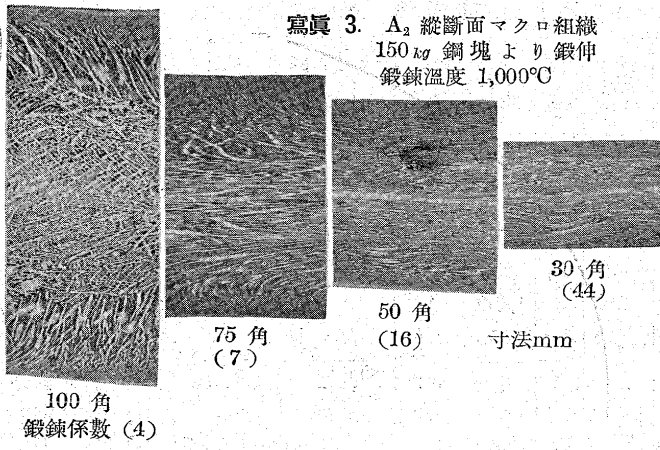 寫眞 3. A₂ 縱斷面マクロ組織
150kg 鋼塊より鍛伸
鍛錬溫度 1,000℃
30 角
(44)
50 角
(16)
寸法mm
75 角
(7)
100 角
鍛錬係數 (4)